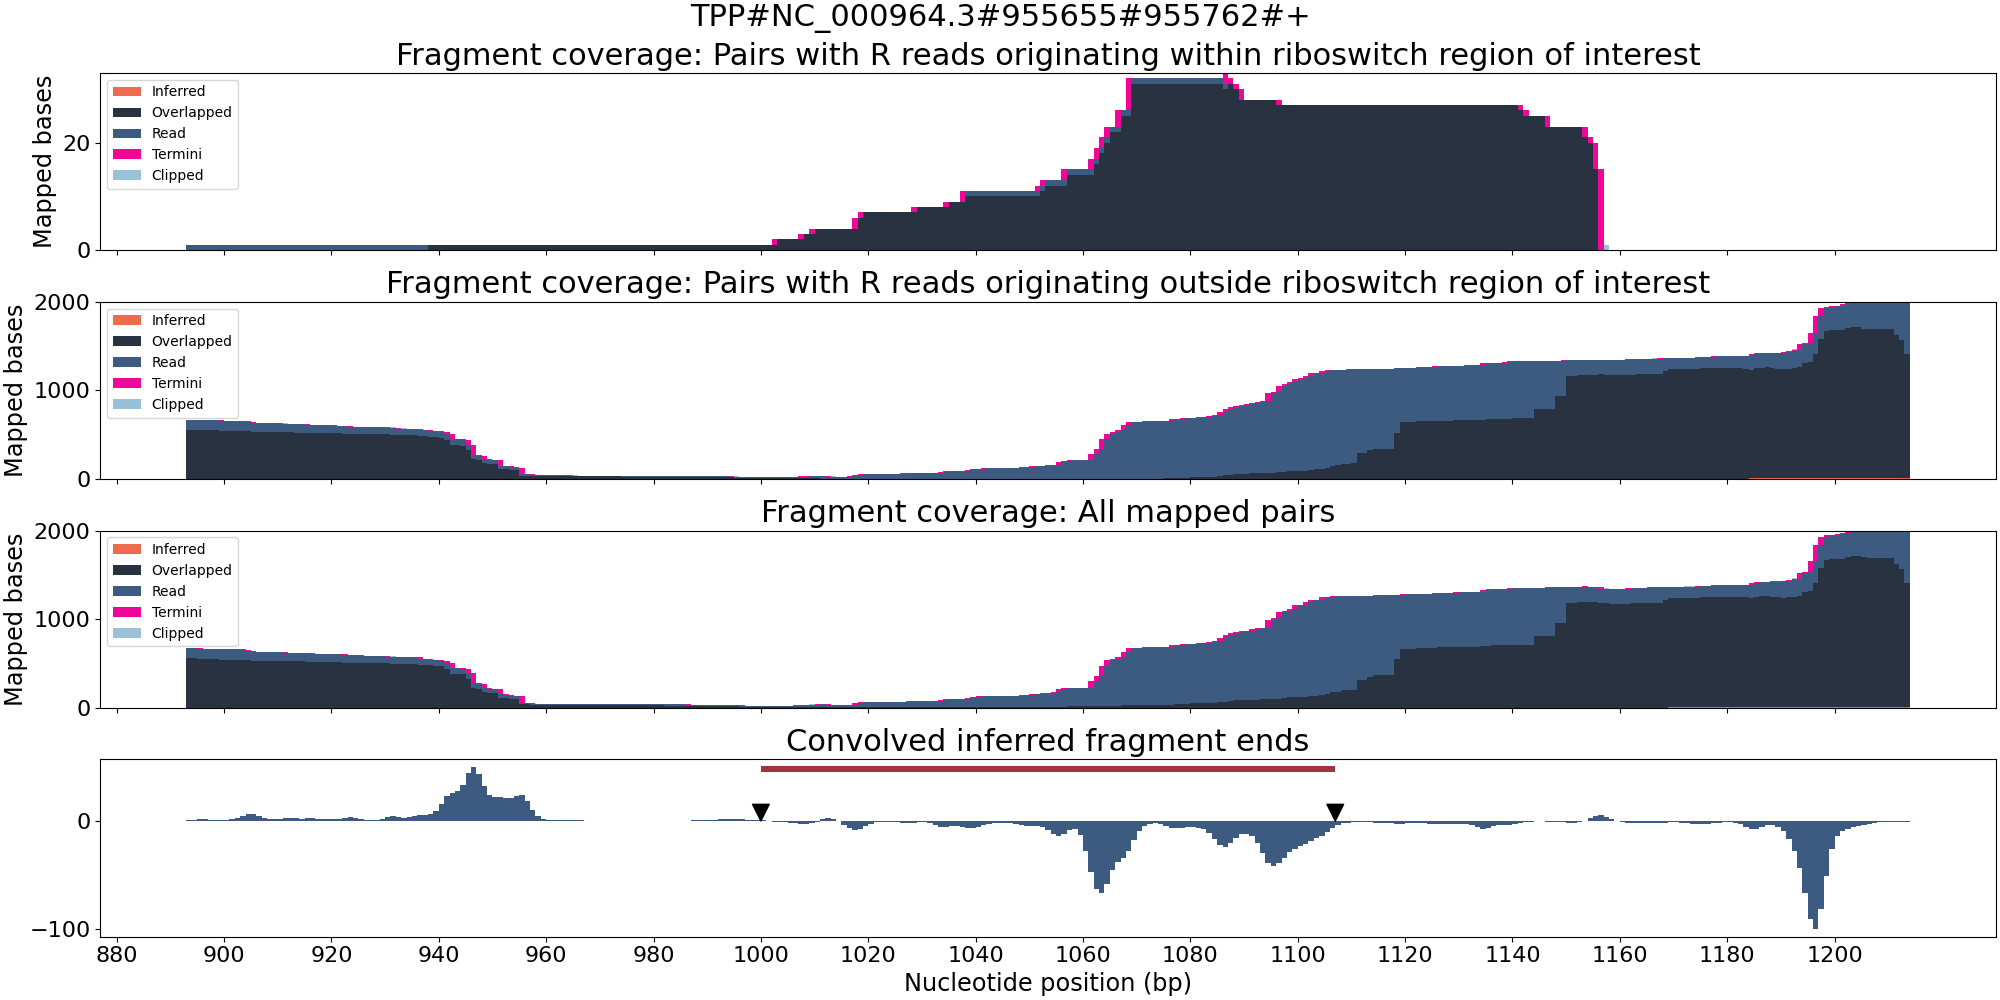 TPP#NC_000964.3#955655#955762#+
Fragment coverage: Pairs with R reads originating within riboswitch region of interest
Mapped bases
20
0
Inferred
Overlapped
Read
Termini
Clipped
Fragment coverage: Pairs with R reads originating outside riboswitch region of interest
Mapped bases
2000
1000
0
Inferred
Overlapped
Read
Termini
Clipped
Fragment coverage: All mapped pairs
Mapped bases
2000
1000
0
Inferred
Overlapped
Read
Termini
Clipped
Convolved inferred fragment ends
0
−100
880 900 920 940 960 980 1000 1020 1040 1060 1080 1100 1120 1140 1160 1180 1200
Nucleotide position (bp)